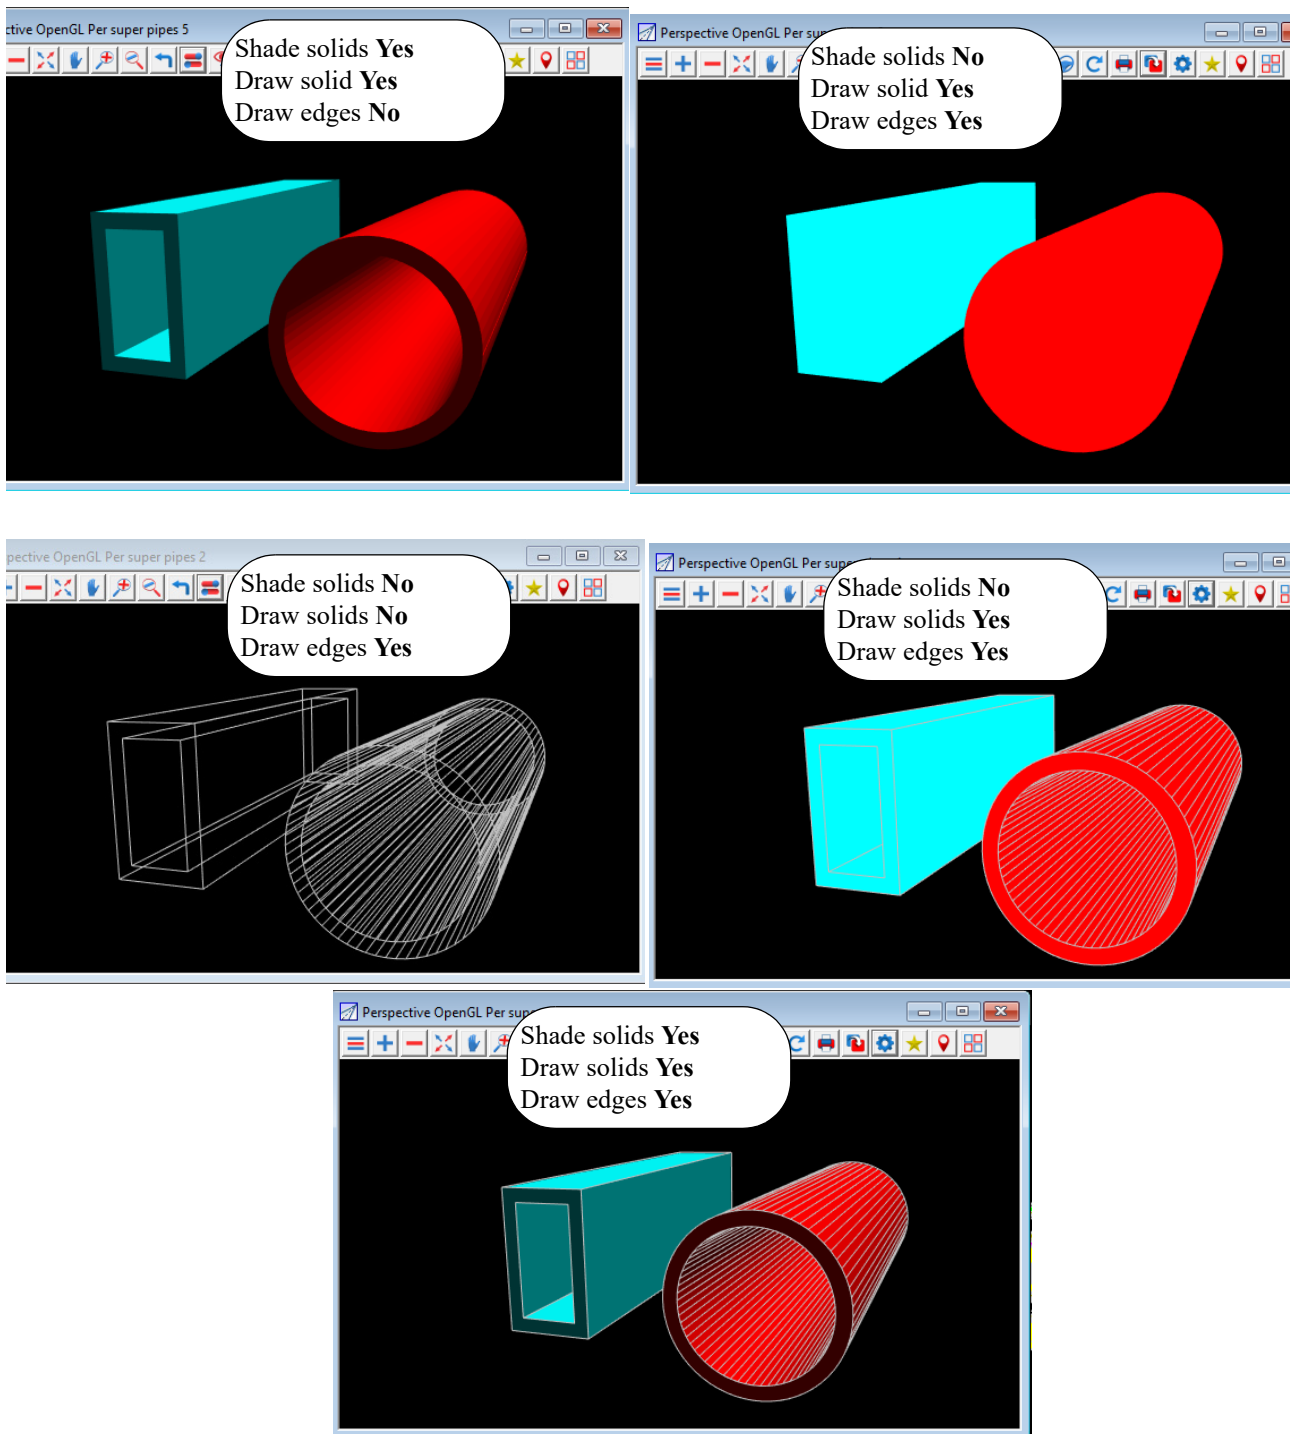 ctive OpenGL Per super pipes 5
Shade solids Yes
Draw solid Yes
Draw edges No
Perspective OpenGL Per sup
Shade solids No
Draw solid Yes
Draw edges Yes
pective OpenGL Per super pipes 2
Shade solids No
Draw solids No
Draw edges Yes
Perspective OpenGL Per supe
Shade solids No
Draw solids Yes
Draw edges Yes
Perspective OpenGL Per sup
Shade solids Yes
Draw solids Yes
Draw edges Yes